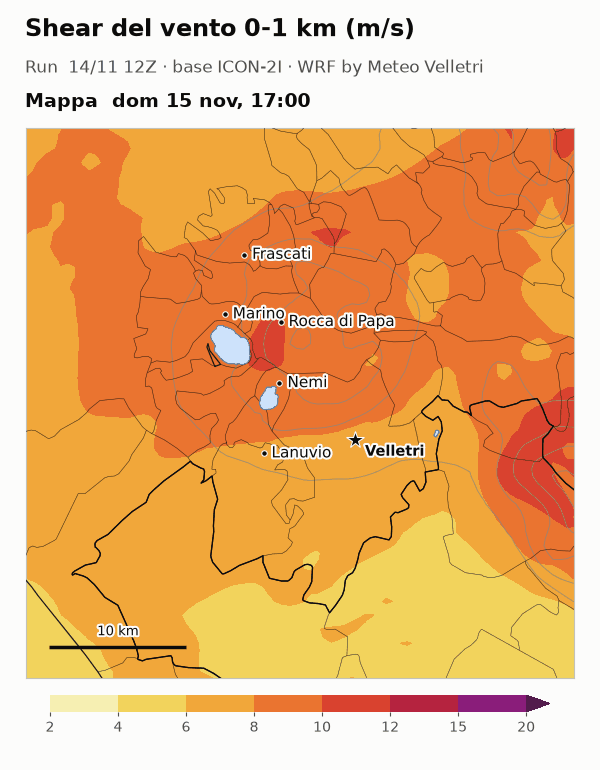 Shear del vento 0-1 km (m/s)
Run  14/11 12Z · base ICON-2I · WRF by Meteo Velletri
Mappa  dom 15 nov, 17:00
Frascati
Marino
Rocca di Papa
Nemi
Velletri
Lanuvio
10 km
2 4 6 8 10 12 15 20